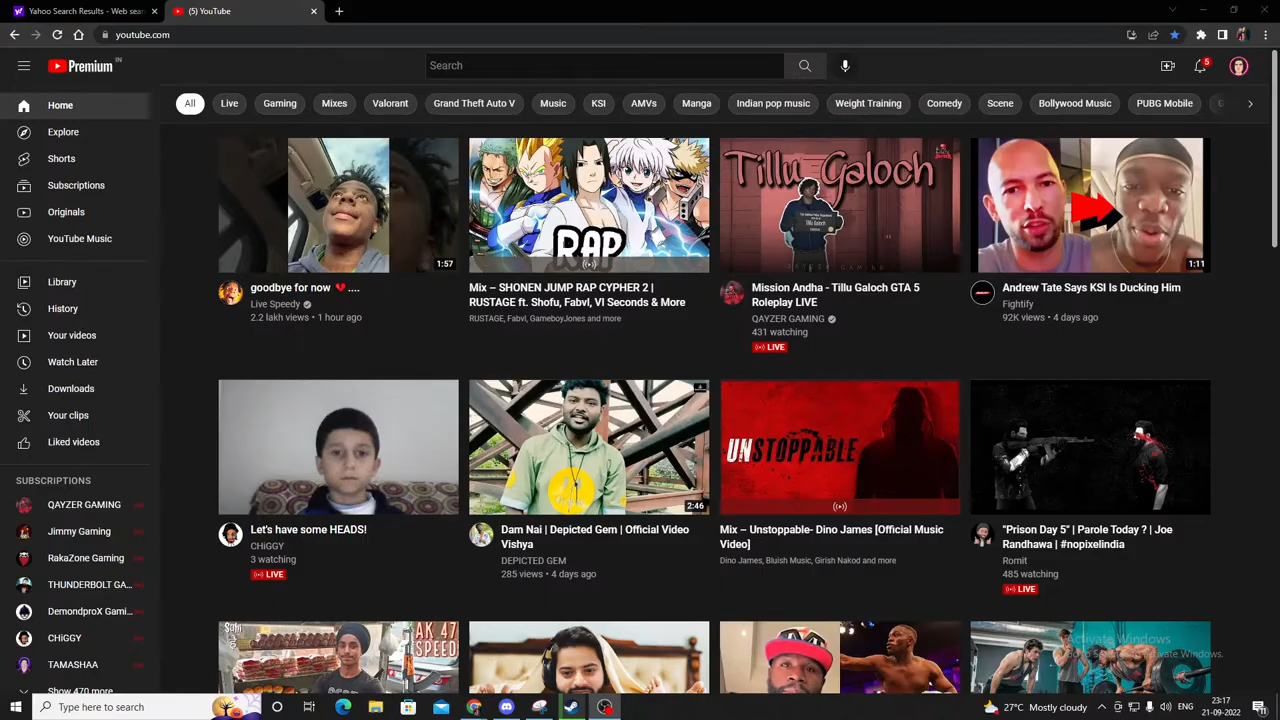 Yahoo Search Results - Web sear
(5) YouTube
youtube.com
Premium IN
Search
5
Home
Explore
Shorts
Subscriptions
Originals
YouTube Music
Library
History
Your videos
Watch Later
Downloads
Your clips
Liked videos
SUBSCRIPTIONS
QAYZER GAMING
Jimmy Gaming
RakaZone Gaming
THUNDERBOLT GA...
DemondproX Gami...
CHiGGY
TAMASHAA
Show 470 more
All
Live
Gaming
Mixes
Valorant
Grand Theft Auto V
Music
KSI
AMVs
Manga
Indian pop music
Weight Training
Comedy
Scene
Bollywood Music
PUBG Mobile
1:57
goodbye for now 💔 ....
Live Speedy
2.2 lakh views • 1 hour ago
RAP
Mix – SHONEN JUMP RAP CYPHER 2 |
RUSTAGE ft. Shofu, Fabvl, VI Seconds & More
RUSTAGE, Fabvl, GameboyJones and more
Tillu Galoch
Mission Andha - Tillu Galoch GTA 5
Roleplay LIVE
QAYZER GAMING
431 watching
LIVE
1:11
Andrew Tate Says KSI Is Ducking Him
Fightify
92K views • 4 days ago
Let's have some HEADS!
CHiGGY
3 watching
LIVE
2:46
Dam Nai | Depicted Gem | Official Video
Vishya
DEPICTED GEM
285 views • 4 days ago
UNSTOPPABLE
Mix – Unstoppable- Dino James [Official Music
Video]
Dino James, Bluish Music, Girish Nakod and more
"Prison Day 5" | Parole Today ? | Joe
Randhawa | #nopixelindia
Romit
485 watching
LIVE
AK 47
SPEED
Activate Windows
Type here to search
27°C Mostly cloudy
ENG
23:17
21-09-2022